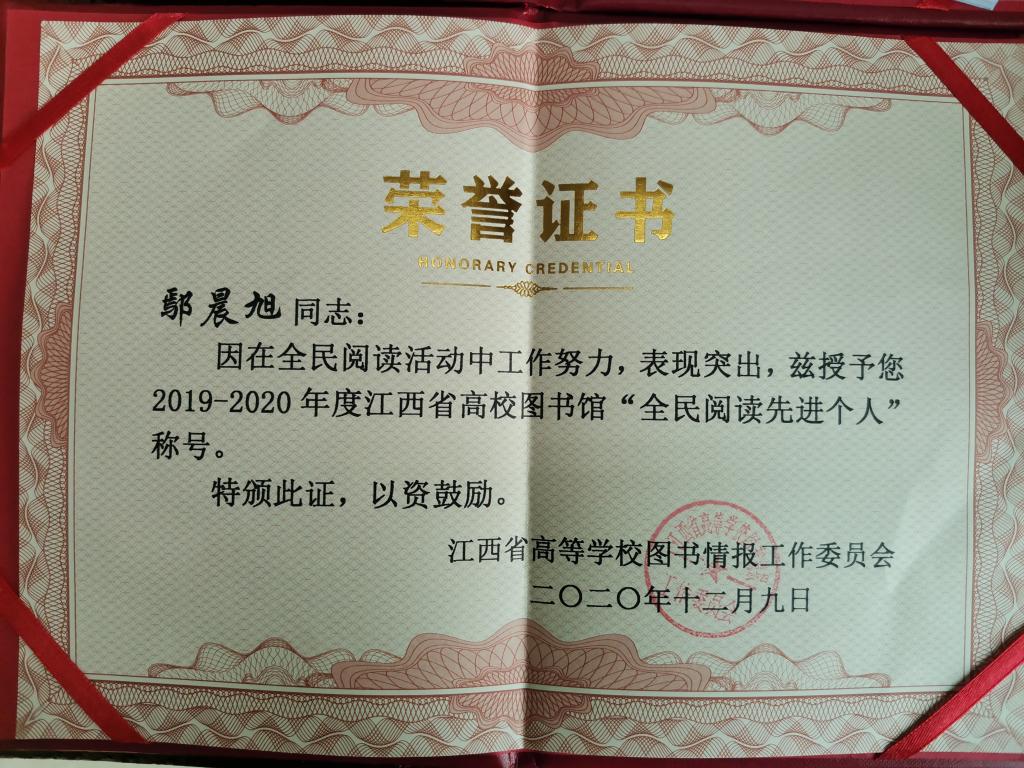 荣誉证书
HONORARY CREDENTIAL
鄢晨旭 同志：
因在全民阅读活动中工作努力，表现突出，兹授予您
2019-2020 年度江西省高校图书馆“全民阅读先进个人”
称号。
特颁此证，以资鼓励。
江西省高等学校图书情报工作委员会
二〇二〇年十二月九日